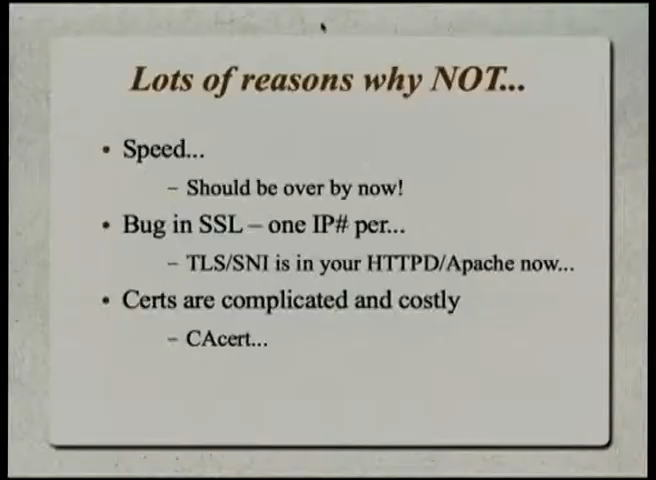 Lots of reasons why NOT...
• Speed...
– Should be over by now!
• Bug in SSL – one IP# per...
– TLS/SNI is in your HTTPD/Apache now...
• Certs are complicated and costly
– CAcert...